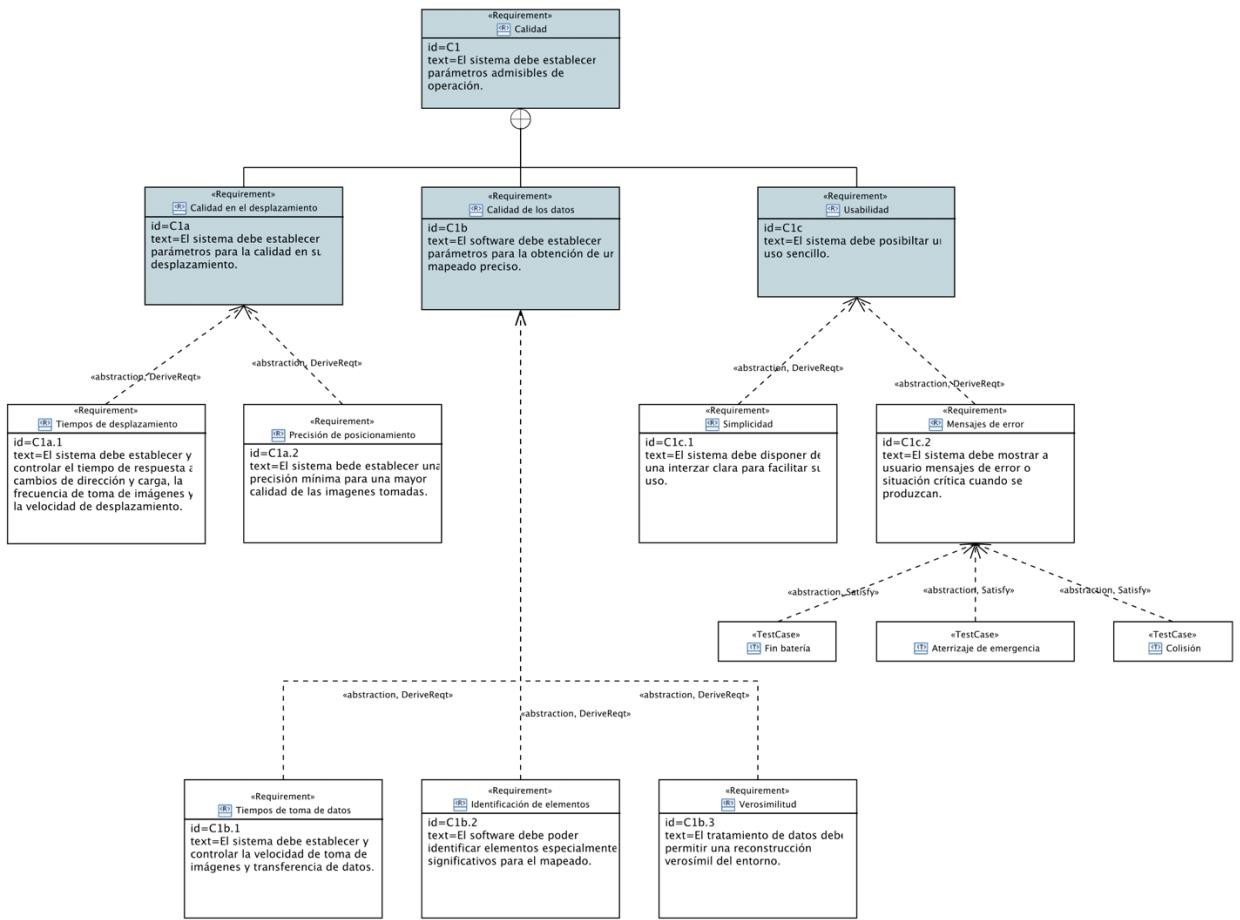 «Requirement»
Calidad
id=C1
text=El sistema debe establecer
parámetros admisibles de
operación.
«Requirement»
Calidad en el desplazamiento
id=C1a
text=El sistema debe establecer
parámetros para la calidad en su
desplazamiento.
«Requirement»
Calidad de los datos
id=C1b
text=El software debe establecer
parámetros para la obtención de un
mapeado preciso.
«Requirement»
Usabilidad
id=C1c
text=El sistema debe posibiltar un
uso sencillo.
«abstraction, DeriveReqt»
«abstraction, DeriveReqt»
«abstraction, DeriveReqt»
«abstraction, DeriveReqt»
«Requirement»
Tiempos de desplazamiento
id=C1a.1
text=El sistema debe establecer y
controlar el tiempo de respuesta a
cambios de dirección y carga, la
frecuencia de toma de imágenes y
la velocidad de desplazamiento.
«Requirement»
Precisión de posicionamiento
id=C1a.2
text=El sistema bede establecer una
precisión mínima para una mayor
calidad de las imagenes tomadas.
«Requirement»
Simplicidad
id=C1c.1
text=El sistema debe disponer de
una interzar clara para facilitar su
uso.
«Requirement»
Mensajes de error
id=C1c.2
text=El sistema debe mostrar a
usuario mensajes de error o
situación crítica cuando se
produzcan.
«abstraction, Satisfy»
«abstraction, Satisfy»
«abstraction, Satisfy»
«TestCase»
Fin batería
«TestCase»
Aterrizaje de emergencia
«TestCase»
Colisión
«abstraction, DeriveReqt»
«abstraction, DeriveReqt»
«abstraction, DeriveReqt»
«Requirement»
Tiempos de toma de datos
id=C1b.1
text=El sistema debe establecer y
controlar la velocidad de toma de
imágenes y transferencia de datos.
«Requirement»
Identificación de elementos
id=C1b.2
text=El software debe poder
identificar elementos especialmente
significativos para el mapeado.
«Requirement»
Verosimilitud
id=C1b.3
text=El tratamiento de datos debe
permitir una reconstrucción
verosímil del entorno.